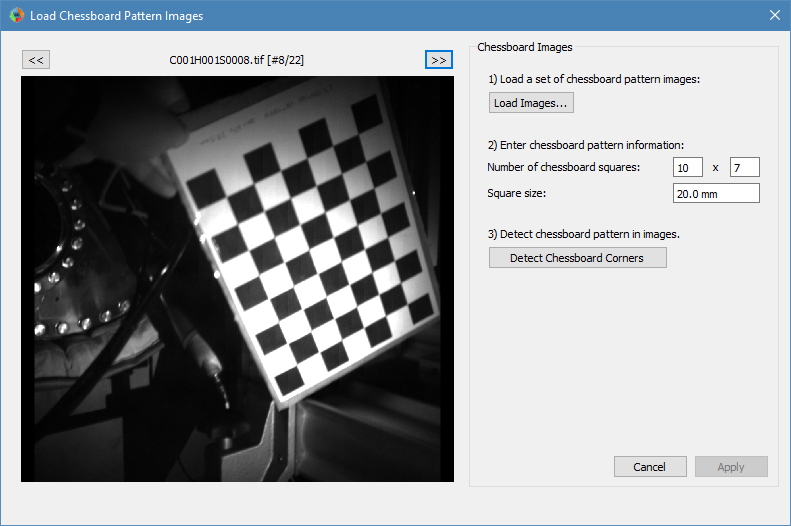 Load Chessboard Pattern Images
<<
C001H001S0008.tif [#8/22]
>>
Chessboard Images
1) Load a set of chessboard pattern images:
Load Images...
2) Enter chessboard pattern information:
Number of chessboard squares:
10
x
7
Square size:
20.0 mm
3) Detect chessboard pattern in images.
Detect Chessboard Corners
Cancel
Apply